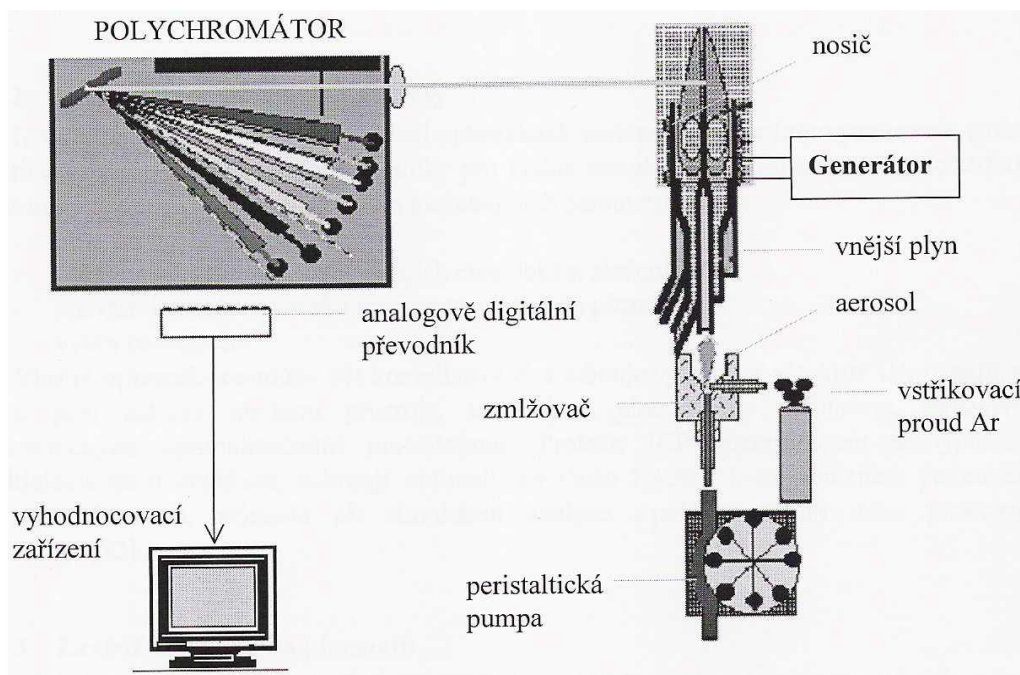 POLYCHROMÁTOR
nosič
Generátor
vnější plyn
aerosol
analogově digitální
převodník
zmlžovač
vstřikovací
proud Ar
vyhodnocovací
zařízení
peristaltická
pumpa